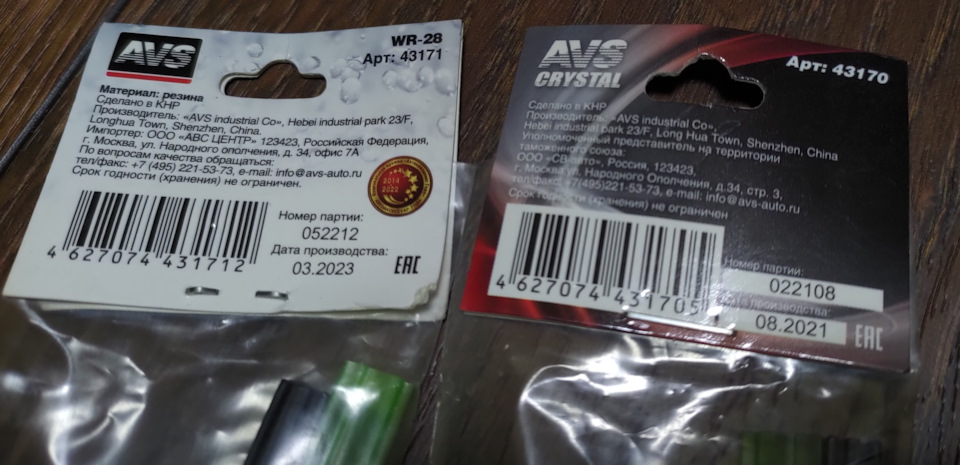 AVS
WR-28
Арт: 43171
Материал: резина
Сделано в КНР
Производитель: «AVS industrial Co», Hebei industrial park 23/F,
Longhua Town, Shenzhen, China.
Импортер: ООО «АВС ЦЕНТР» 123423, Российская Федерация,
г. Москва, ул. Народного ополчения, д. 34, офис 7А
По вопросам качества обращаться:
тел/факс: +7 (495) 221-53-73, e-mail: info@avs-auto.ru
Срок годности (хранения) не ограничен.
2019
2022
Номер партии:
052212
Дата производства:
03.2023
EAC
4 627074 431712
AVS
CRYSTAL
Арт: 43170
Сделано в КНР
Производитель: «AVS industrial Co»,
Hebei industrial park 23/F, Long Hua Town, Shenzhen, China
Уполномоченный представитель на территории
таможенного союза:
ООО «СВ-авто», Россия, 123423,
г. Москва ул. Народного Ополчения, д.34, стр. 3,
тел/факс +7(495)221-53-73, e-mail: info@avs-auto.ru
Срок годности (хранения) не ограничен
Номер партии:
022108
Дата производства:
08.2021
EAC
4 627074 431705